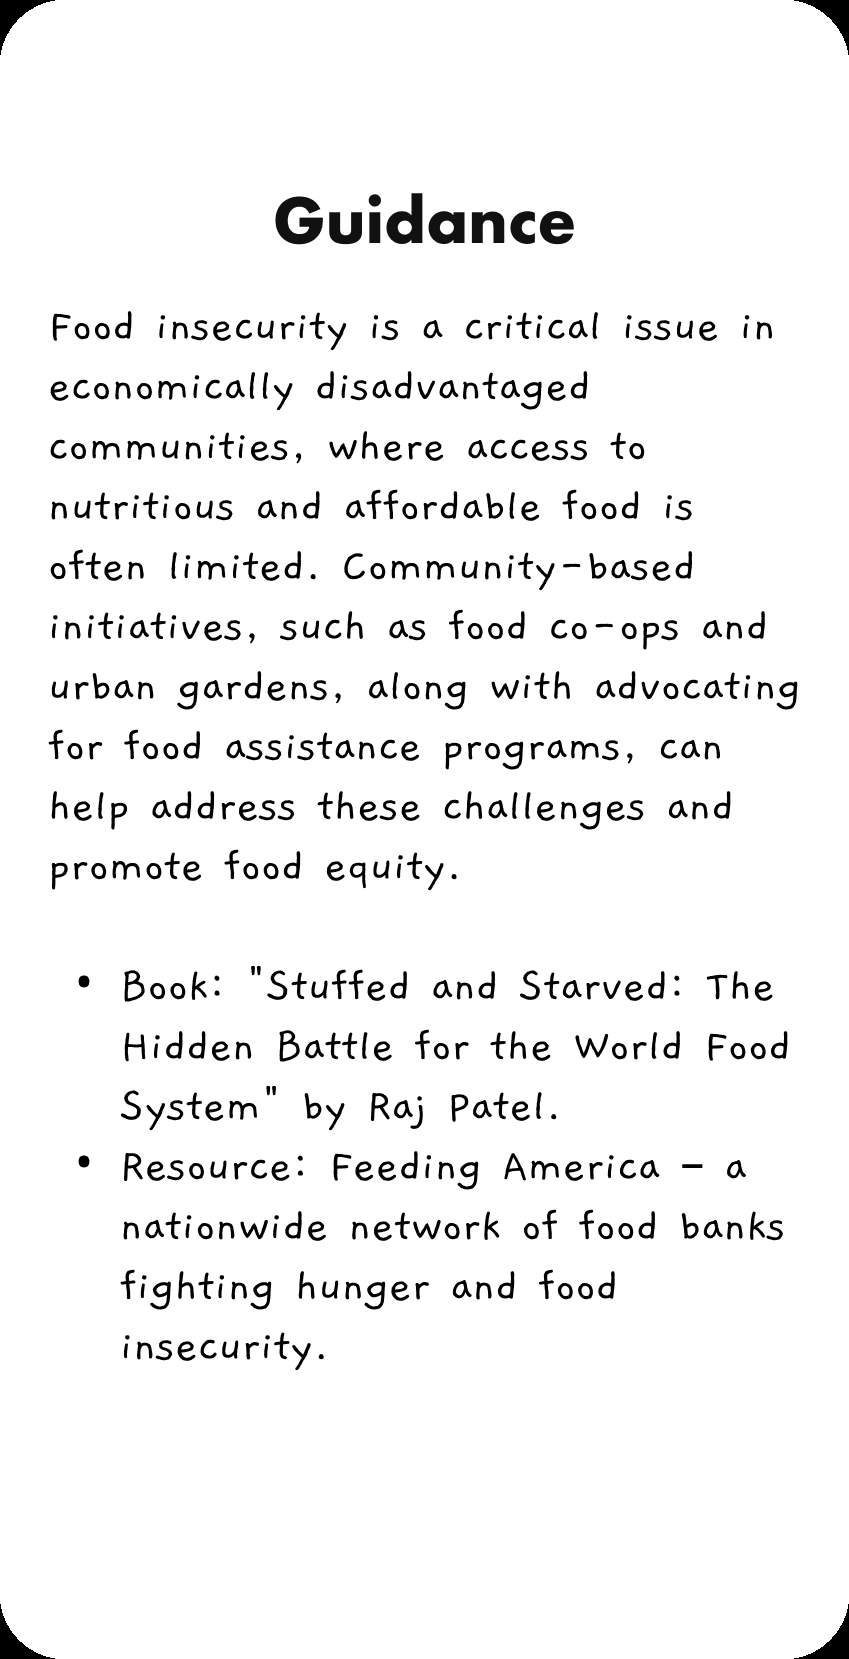 Guidance
Food insecurity is a critical issue in
economically disadvantaged
communities, where access to
nutritious and affordable food is
often limited. Community-based
initiatives, such as food co-ops and
urban gardens, along with advocating
for food assistance programs, can
help address these challenges and
promote food equity.
• Book: "Stuffed and Starved: The
Hidden Battle for the World Food
System" by Raj Patel.
• Resource: Feeding America – a
nationwide network of food banks
fighting hunger and food
insecurity.